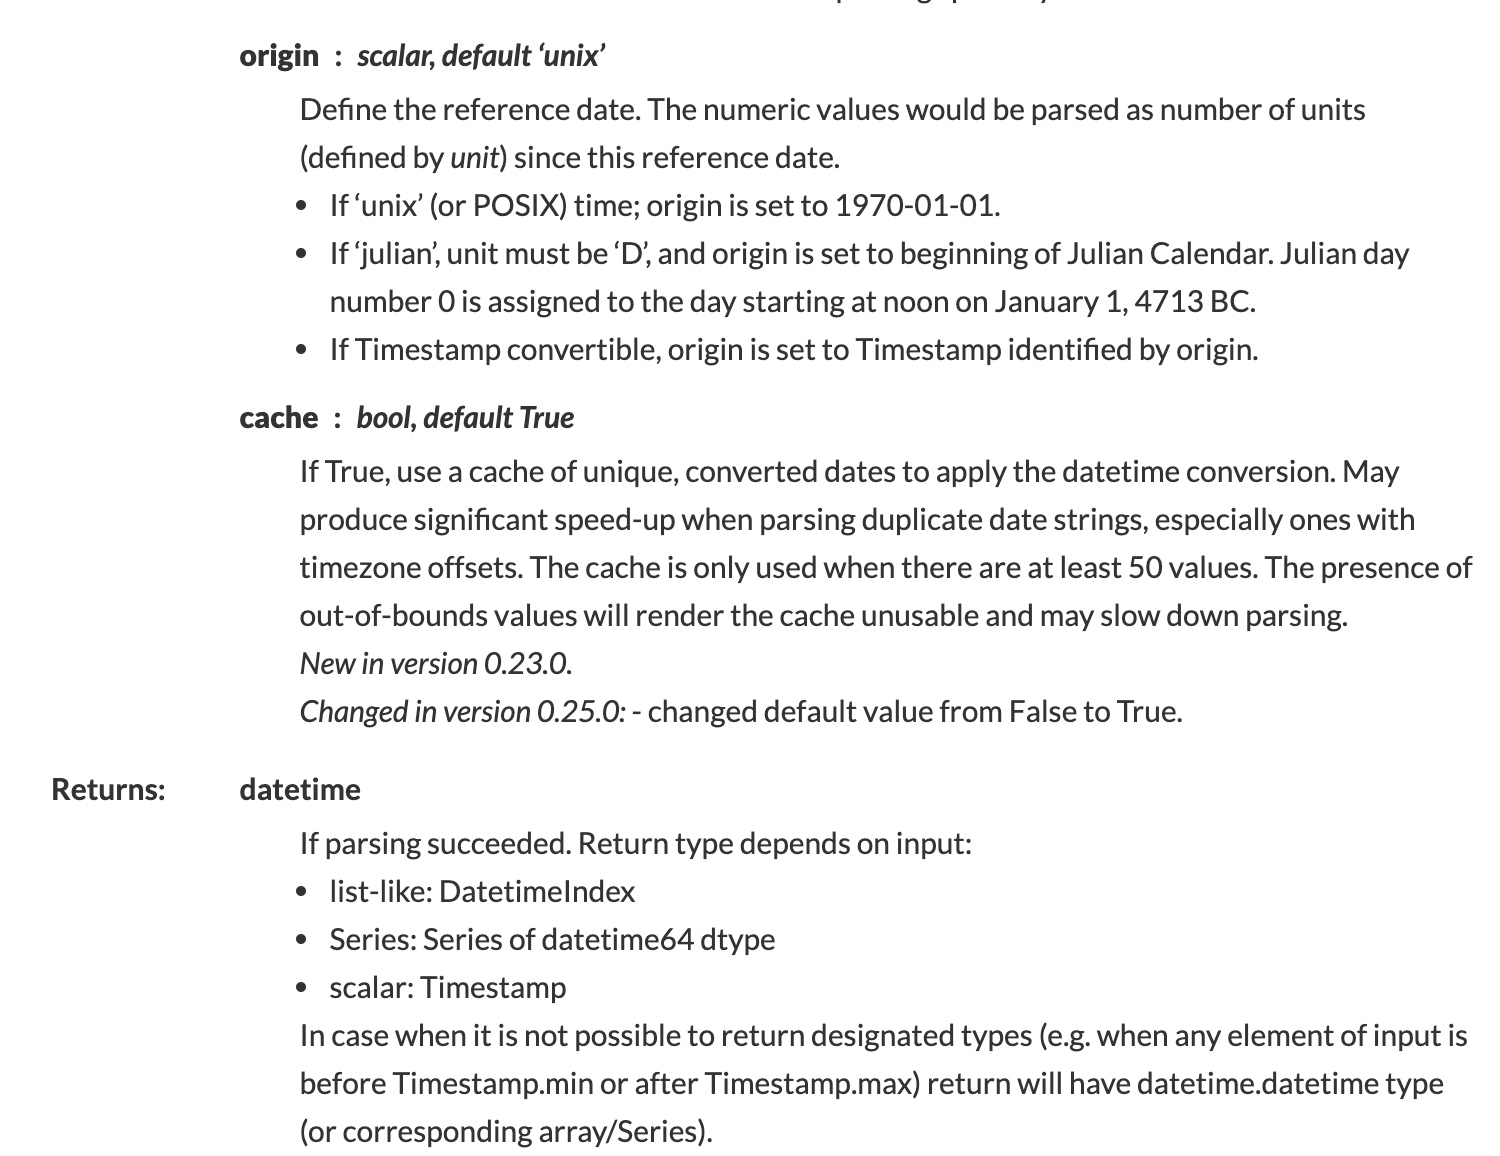 origin : scalar, default ‘unix’
Define the reference date. The numeric values would be parsed as number of units
(defined by unit) since this reference date.
• If ‘unix’ (or POSIX) time; origin is set to 1970-01-01.
• If ‘julian’, unit must be ‘D’, and origin is set to beginning of Julian Calendar. Julian day
number 0 is assigned to the day starting at noon on January 1, 4713 BC.
• If Timestamp convertible, origin is set to Timestamp identified by origin.
cache : bool, default True
If True, use a cache of unique, converted dates to apply the datetime conversion. May
produce significant speed-up when parsing duplicate date strings, especially ones with
timezone offsets. The cache is only used when there are at least 50 values. The presence of
out-of-bounds values will render the cache unusable and may slow down parsing.
New in version 0.23.0.
Changed in version 0.25.0: - changed default value from False to True.
Returns: datetime
If parsing succeeded. Return type depends on input:
• list-like: DatetimeIndex
• Series: Series of datetime64 dtype
• scalar: Timestamp
In case when it is not possible to return designated types (e.g. when any element of input is
before Timestamp.min or after Timestamp.max) return will have datetime.datetime type
(or corresponding array/Series).